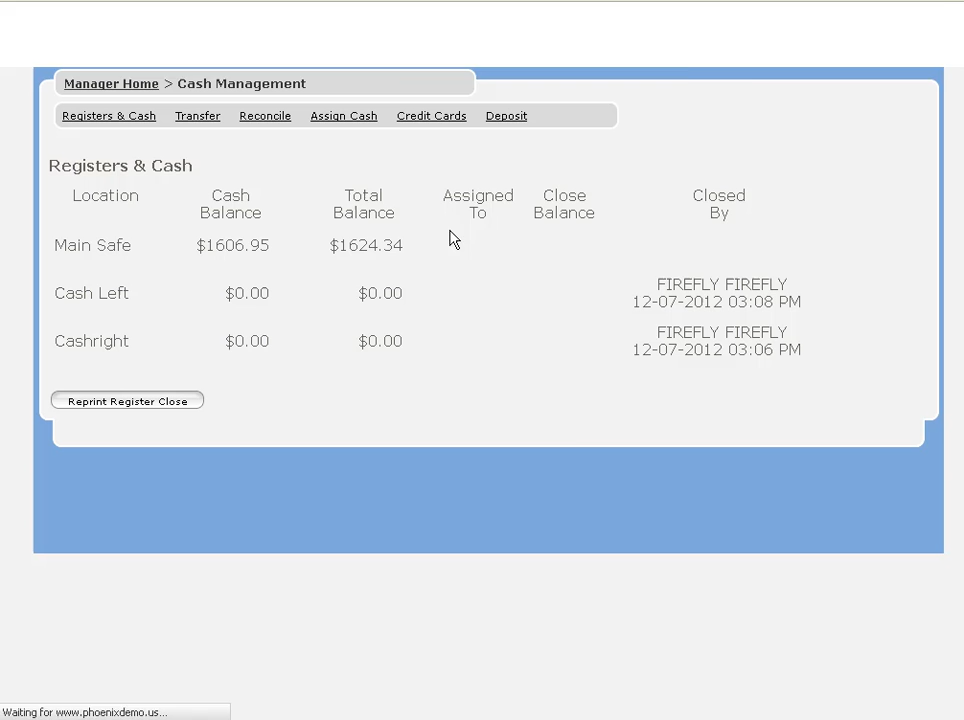 Manager Home > Cash Management
Registers & Cash Transfer Reconcile Assign Cash Credit Cards Deposit
Registers & Cash
Location Cash Balance Total Balance Assigned To Close Balance Closed By
Main Safe $1606.95 $1624.34
Cash Left $0.00 $0.00 FIREFLY FIREFLY 12-07-2012 03:08 PM
Cashright $0.00 $0.00 FIREFLY FIREFLY 12-07-2012 03:06 PM
Reprint Register Close
Waiting for www.phoenixdemo.us...